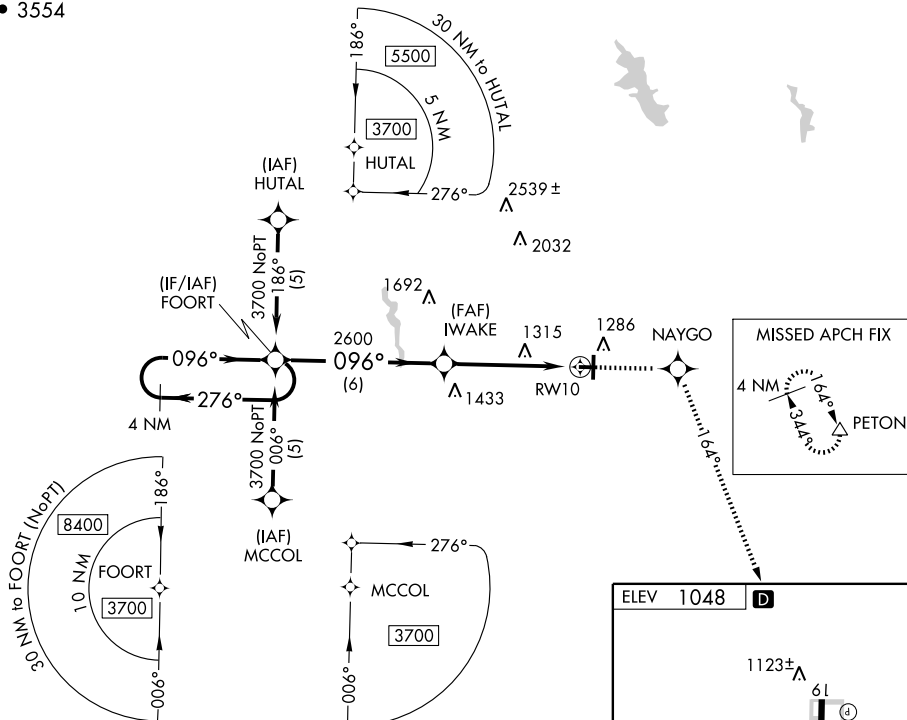 3554
30 NM to HUTAL
186°
5500
5 NM
3700
HUTAL
276°
2539 ±
2032
(IAF)
HUTAL
3700 NoPT
186°
(5)
(IF/IAF)
FOORT
1692
(FAF)
IWAKE
1315
1286
NAYGO
2600
096°
(6)
096°
276°
4 NM
1433
RW10
3700 NoPT
006°
(5)
(IAF)
MCCOL
164°
MISSED APCH FIX
4 NM
164°
344°
PETON
30 NM to FOORT (NoPT)
186°
8400
10 NM
FOORT
3700
006°
276°
MCCOL
3700
006°
ELEV 1048 D
1123±
19
P